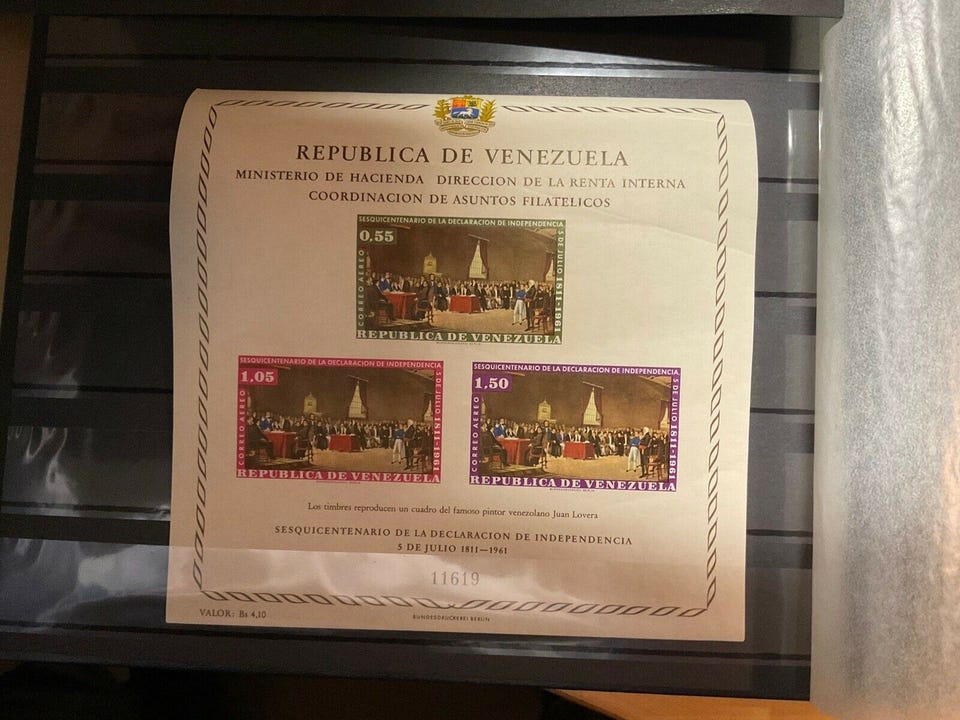 REPUBLICA DE VENEZUELA
MINISTERIO DE HACIENDA DIRECCION DE LA RENTA INTERNA
COORDINACION DE ASUNTOS FILATELICOS
SESQUICENTENARIO DE LA DECLARACION DE INDEPENDENCIA
0,55
CORREO AEREO
5 DE JULIO 1811-1961
REPUBLICA DE VENEZUELA
SESQUICENTENARIO DE LA DECLARACION DE INDEPENDENCIA
1,05
CORREO AEREO
5 DE JULIO 1811-1961
REPUBLICA DE VENEZUELA
SESQUICENTENARIO DE LA DECLARACION DE INDEPENDENCIA
1,50
CORREO AEREO
5 DE JULIO 1811-1961
REPUBLICA DE VENEZUELA
Los timbres reproducen un cuadro del famoso pintor venezolano Juan Lovera
SESQUICENTENARIO DE LA DECLARACION DE INDEPENDENCIA
5 DE JULIO 1811—1961
11619
VALOR: Bs 4,10
BUNDESDRUCKEREI BERLIN